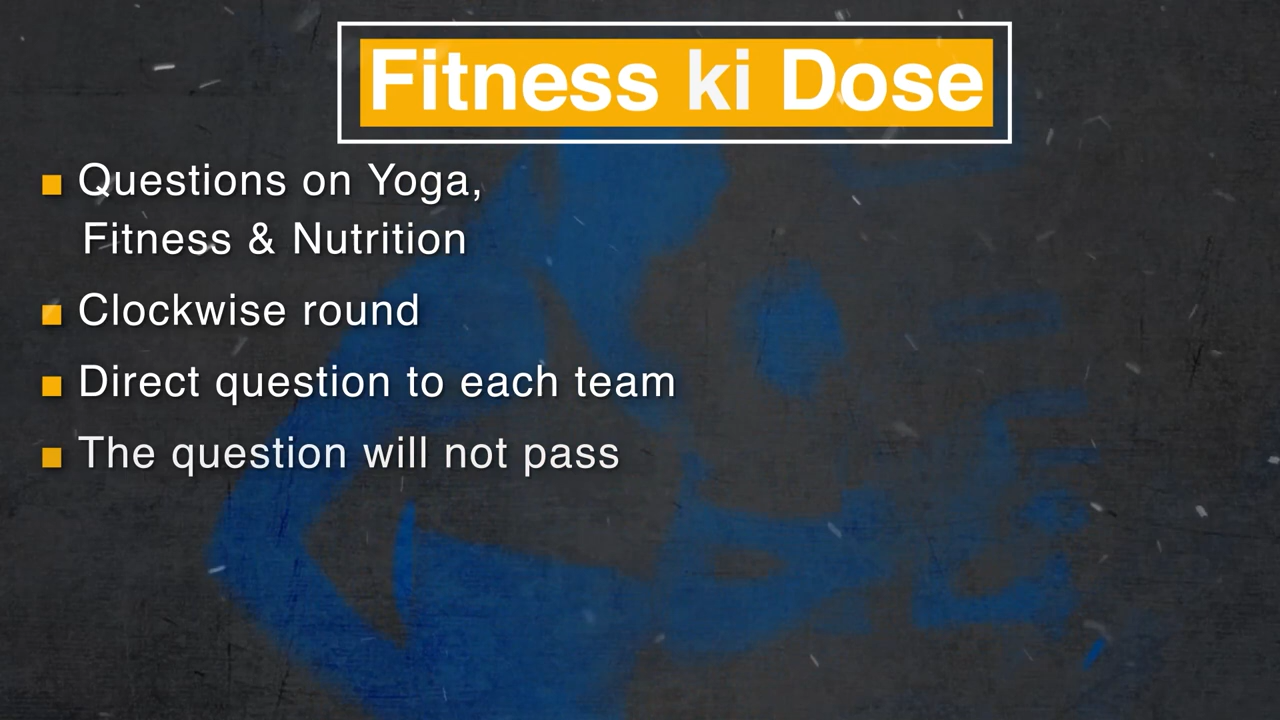 Fitness ki Dose
Questions on Yoga,
Fitness & Nutrition
Clockwise round
Direct question to each team
The question will not pass